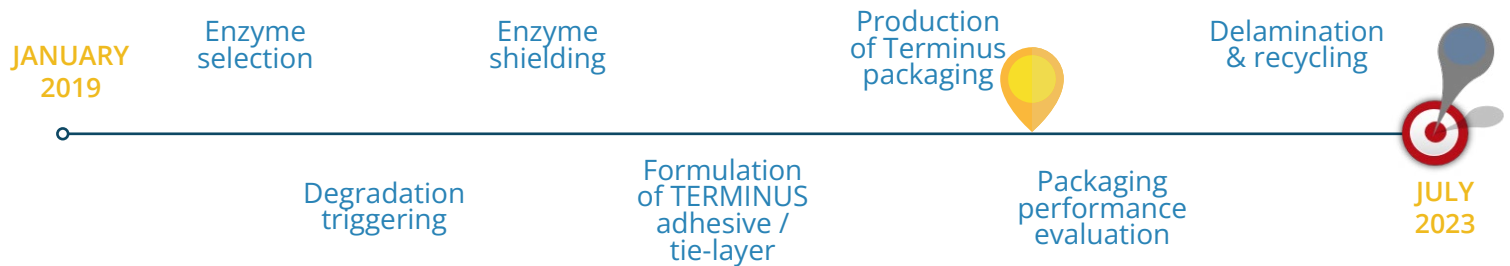 JANUARY
2019
Enzyme
selection
Degradation
triggering
Enzyme
shielding
Formulation
of TERMINUS
adhesive /
tie-layer
Production
of Terminus
packaging
Packaging
performance
evaluation
Delamination
& recycling
JULY
2023